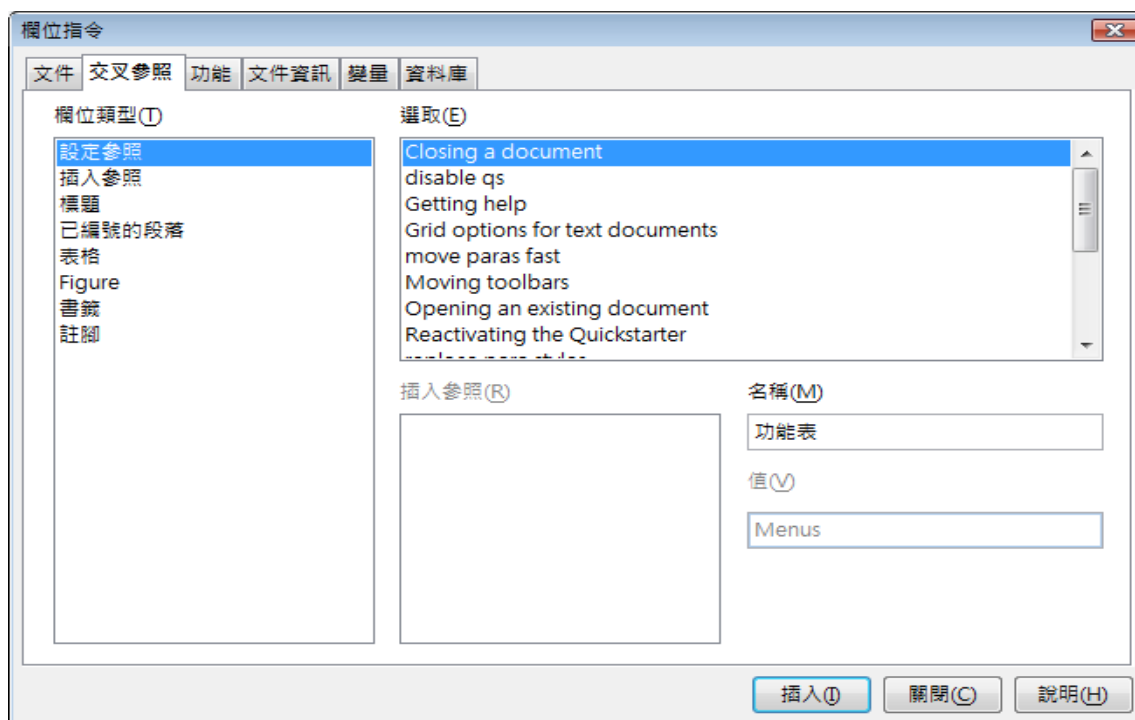 欄位指令
文件 交叉參照 功能 文件資訊 變量 資料庫
欄位類型(T)
設定參照
插入參照
標題
已編號的段落
表格
Figure
書籤
註腳
選取(E)
Closing a document
disable qs
Getting help
Grid options for text documents
move paras fast
Moving toolbars
Opening an existing document
Reactivating the Quickstarter
插入參照(R)
名稱(M)
功能表
值(V)
Menus
插入(I) 關閉(C) 說明(H)